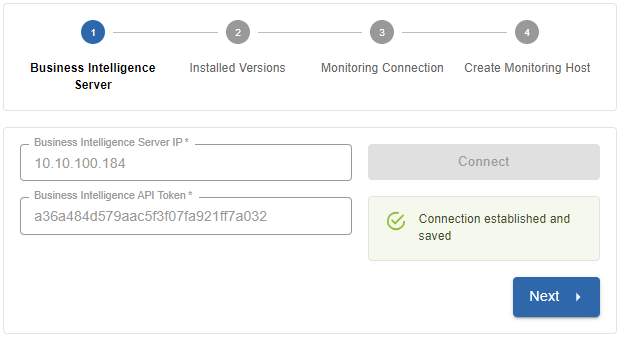 1
2
3
4
Business Intelligence
Server
Installed Versions
Monitoring Connection
Create Monitoring Host
Business Intelligence Server IP *
10.10.100.184
Connect
Business Intelligence API Token *
a36a484d579aac5f3f07fa921ff7a032
Connection established and
saved
Next